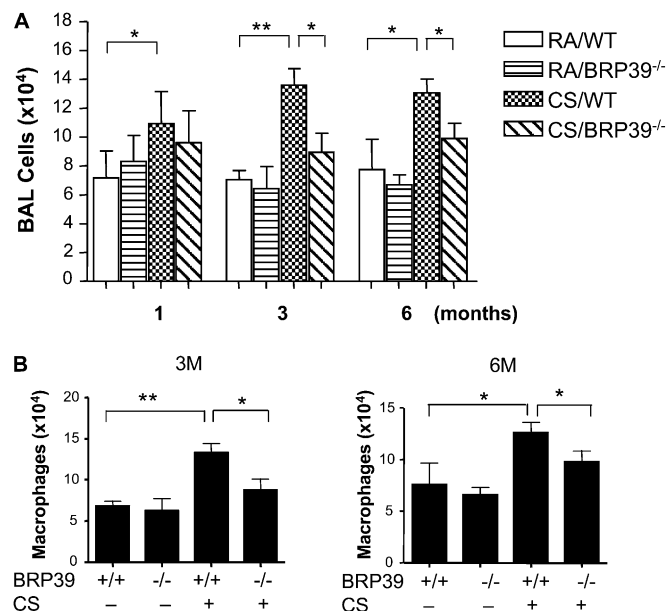 A
BAL Cells (x10⁴)
18
16
14
12
10
8
6
4
2
0
* ** * * *
RA/WT
RA/BRP39⁻/⁻
CS/WT
CS/BRP39⁻/⁻
1 3 6 (months)
B
3M
Macrophages (x10⁴)
20
15
10
5
0
** *
BRP39 +/+ -/- +/+ -/-
CS – – + +
6M
Macrophages (x10⁴)
15
10
5
0
* *
BRP39 +/+ -/- +/+ -/-
CS – – + +